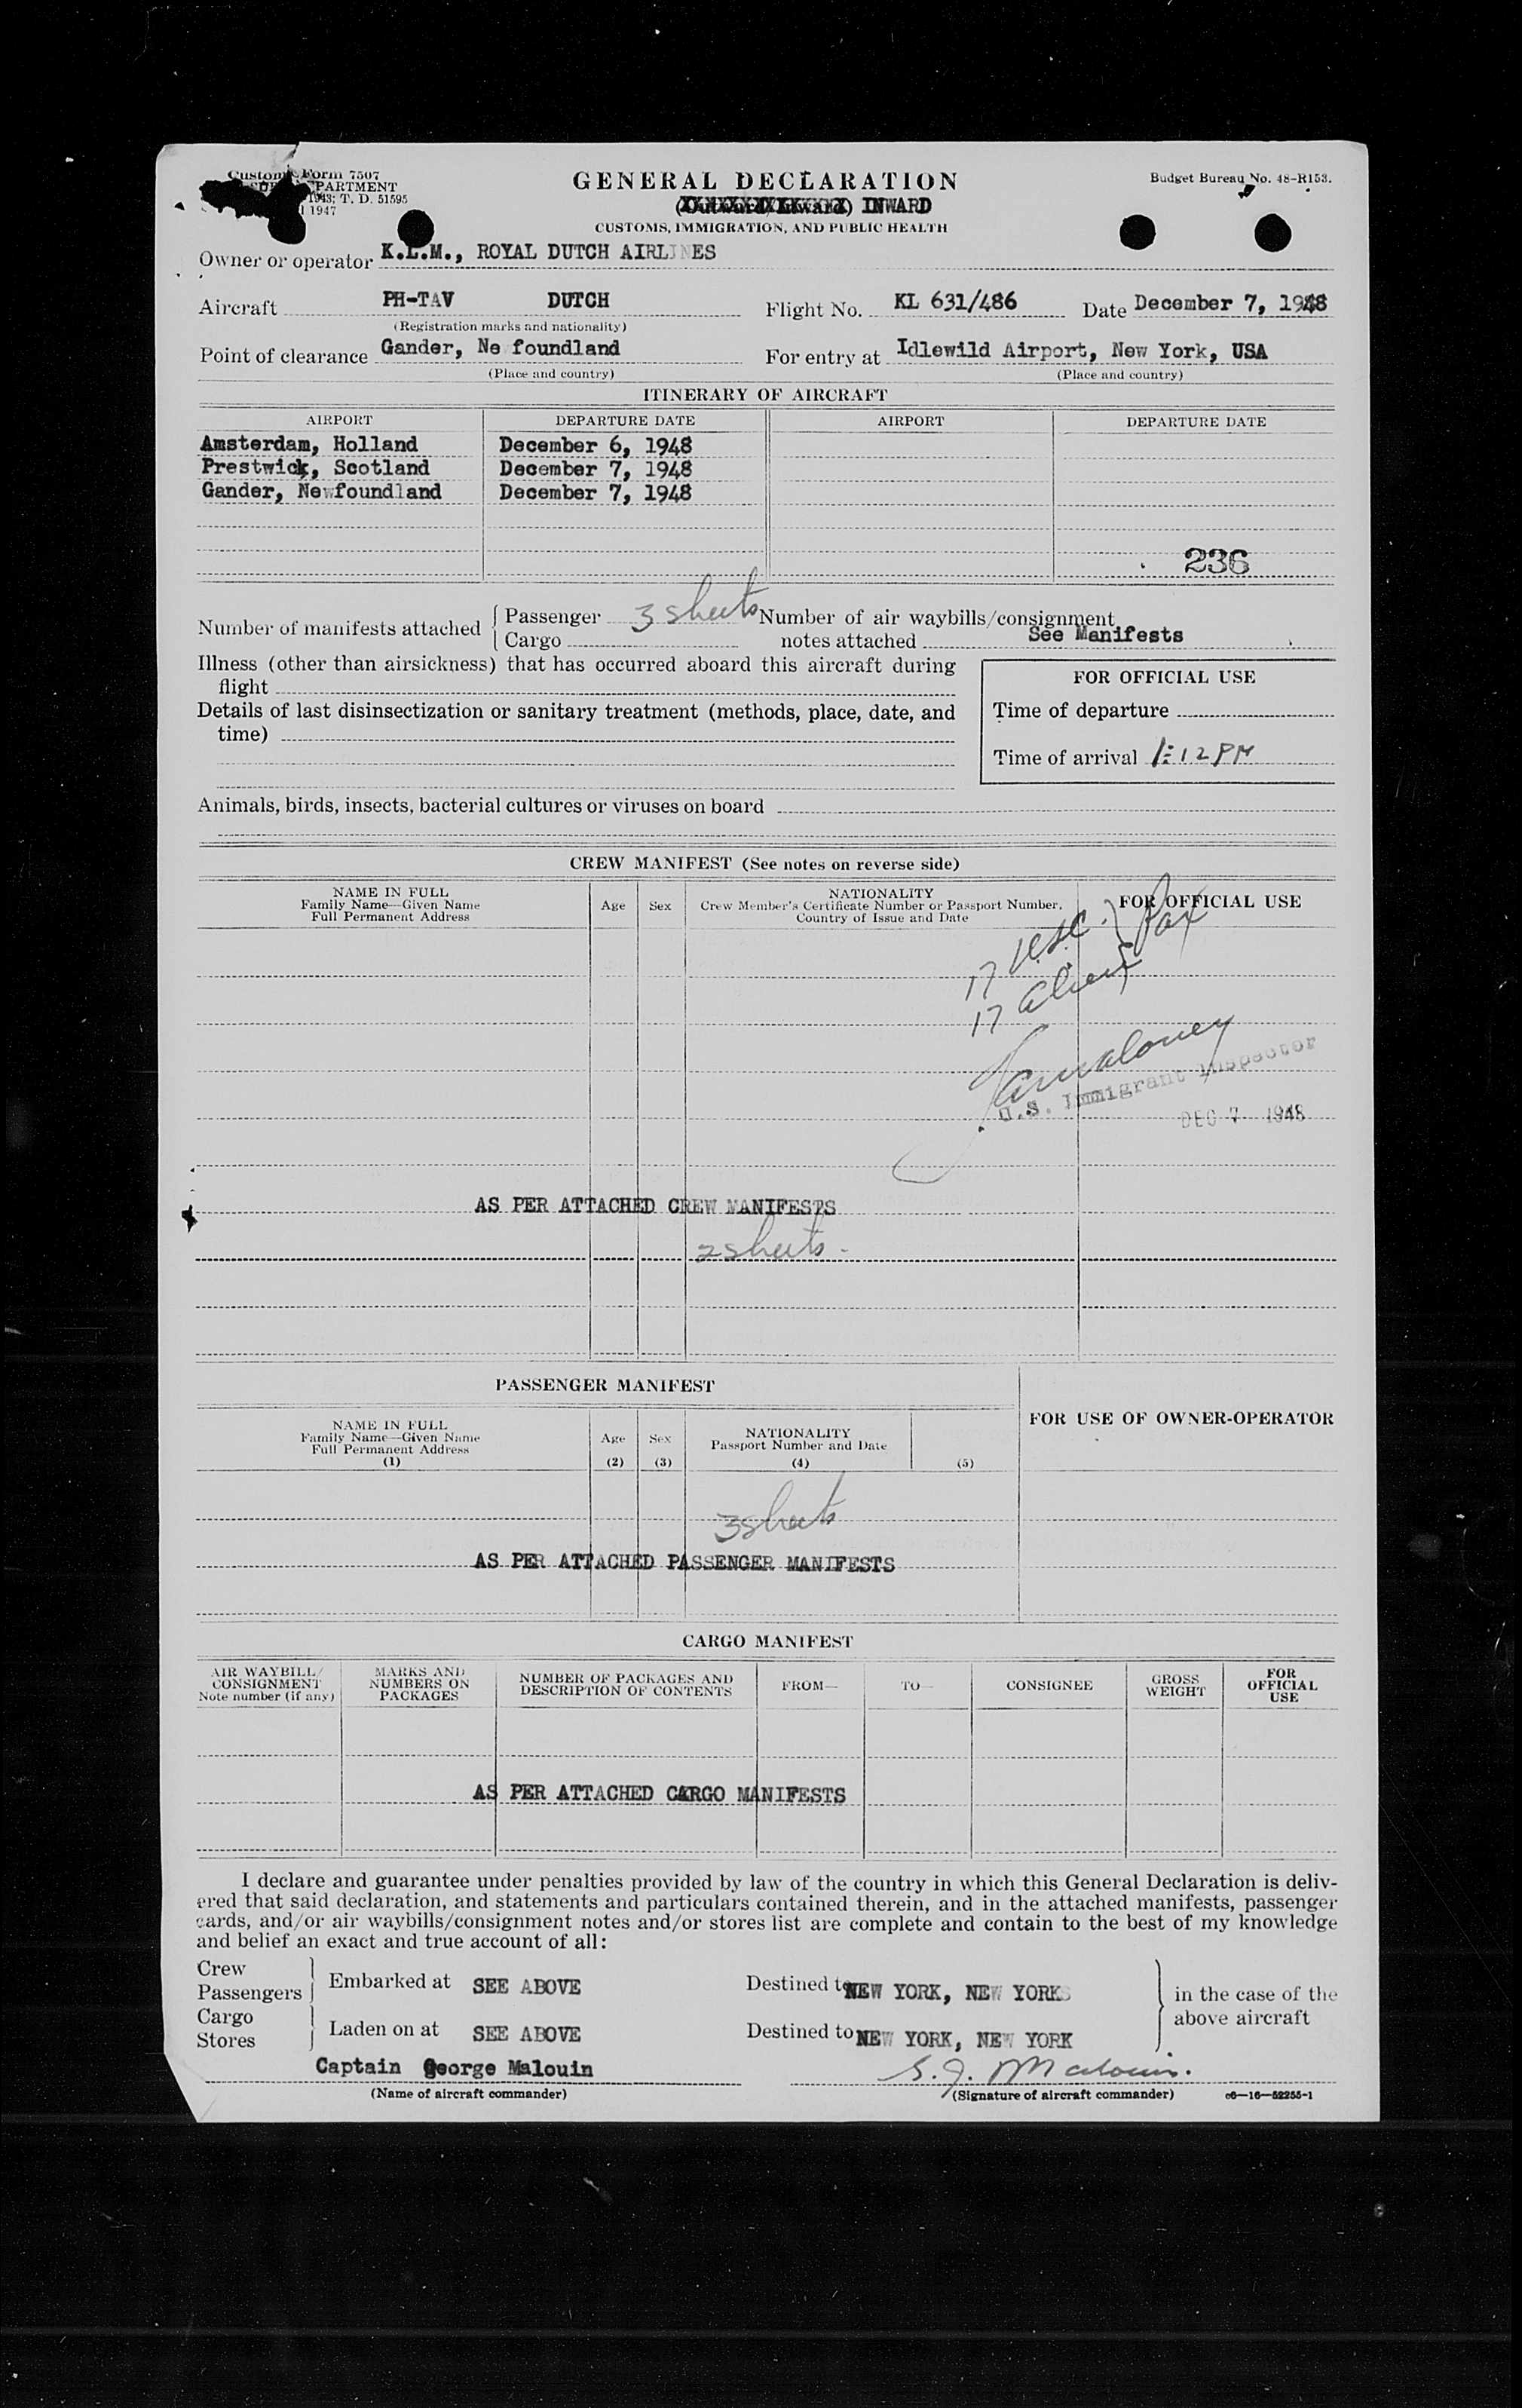 Customs Form 7507
GENERAL DECLARATION
Budget Bureau No. 48-R153.
PARTMENT
1943; T. D. 51595
1947
(Outward/Inward) INWARD
CUSTOMS, IMMIGRATION, AND PUBLIC HEALTH
Owner or operator K.L.M., ROYAL DUTCH AIRLINES
Aircraft PH-TAV DUTCH Flight No. KL 631/486 Date December 7, 1948
(Registration marks and nationality)
Point of clearance Gander, Ne foundland For entry at Idlewild Airport, New York, USA
(Place and country) (Place and country)
ITINERARY OF AIRCRAFT
AIRPORT DEPARTURE DATE AIRPORT DEPARTURE DATE
Amsterdam, Holland December 6, 1948
Prestwick, Scotland December 7, 1948
Gander, Newfoundland December 7, 1948
236
Number of manifests attached { Passenger 3 sheets Number of air waybills/consignment
Cargo notes attached See Manifests
Illness (other than airsickness) that has occurred aboard this aircraft during
flight
FOR OFFICIAL USE
Details of last disinsectization or sanitary treatment (methods, place, date, and
time)
Time of departure
Time of arrival 1:12 PM
Animals, birds, insects, bacterial cultures or viruses on board
CREW MANIFEST (See notes on reverse side)
NAME IN FULL
Family Name—Given Name
Full Permanent Address
Age
Sex
NATIONALITY
Crew Member's Certificate Number or Passport Number,
Country of Issue and Date
FOR OFFICIAL USE
17 USC } Pax
17 aliens
U.S. Immigrant Inspector
DEC 7 1948
AS PER ATTACHED CREW MANIFESTS
2 sheets -
PASSENGER MANIFEST
FOR USE OF OWNER-OPERATOR
NAME IN FULL
Family Name—Given Name
Full Permanent Address
(1)
Age
(2)
Sex
(3)
NATIONALITY
Passport Number and Date
(4)
(5)
3 sheets
AS PER ATTACHED PASSENGER MANIFESTS
CARGO MANIFEST
AIR WAYBILL/
CONSIGNMENT
Note number (if any)
MARKS AND
NUMBERS ON
PACKAGES
NUMBER OF PACKAGES AND
DESCRIPTION OF CONTENTS
FROM—
TO—
CONSIGNEE
GROSS
WEIGHT
FOR
OFFICIAL
USE
AS PER ATTACHED CARGO MANIFESTS
I declare and guarantee under penalties provided by law of the country in which this General Declaration is deliv-
ered that said declaration, and statements and particulars contained therein, and in the attached manifests, passenger
cards, and/or air waybills/consignment notes and/or stores list are complete and contain to the best of my knowledge
and belief an exact and true account of all:
Crew
Passengers } Embarked at SEE ABOVE Destined to NEW YORK, NEW YORK
Cargo
Stores } Laden on at SEE ABOVE Destined to NEW YORK, NEW YORK
} in the case of the
above aircraft
Captain George Malouin G. J. Malouin.
(Name of aircraft commander) (Signature of aircraft commander) c6—16—52255-1